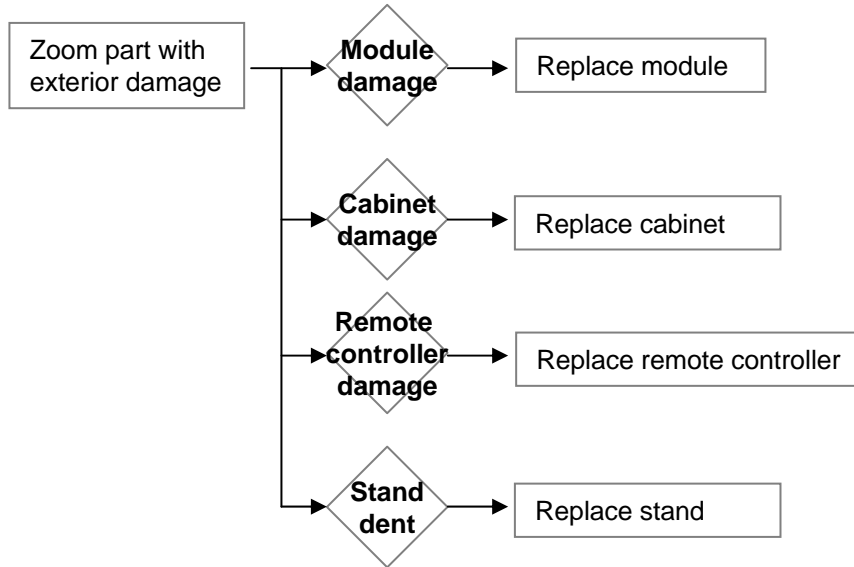 Zoom part with
exterior damage
Module
damage
Replace module
Cabinet
damage
Replace cabinet
Remote
controller
damage
Replace remote controller
Stand
dent
Replace stand